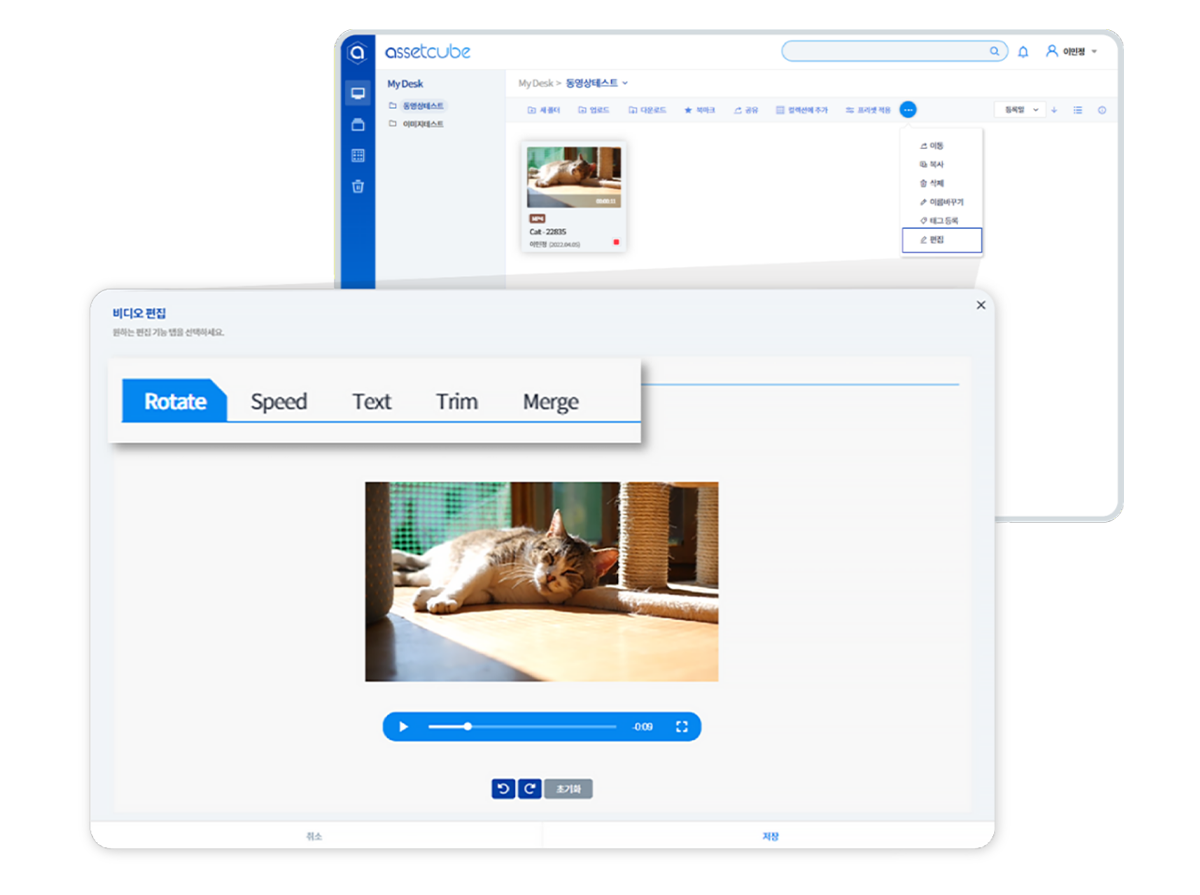 assetcube
이민정
My Desk
My Desk > 동영상테스트
동영상테스트
이미지테스트
새 폴더 업로드 다운로드 북마크 공유 컬렉션에 추가 프리셋 적용
등록일
이동
복사
삭제
이름바꾸기
태그 등록
편집
00:00:11
MP4
Cat - 22835
이민정 (2022.04.05)
비디오 편집
원하는 편집 기능 탭을 선택하세요.
Rotate Speed Text Trim Merge
-0:09
초기화
취소 저장